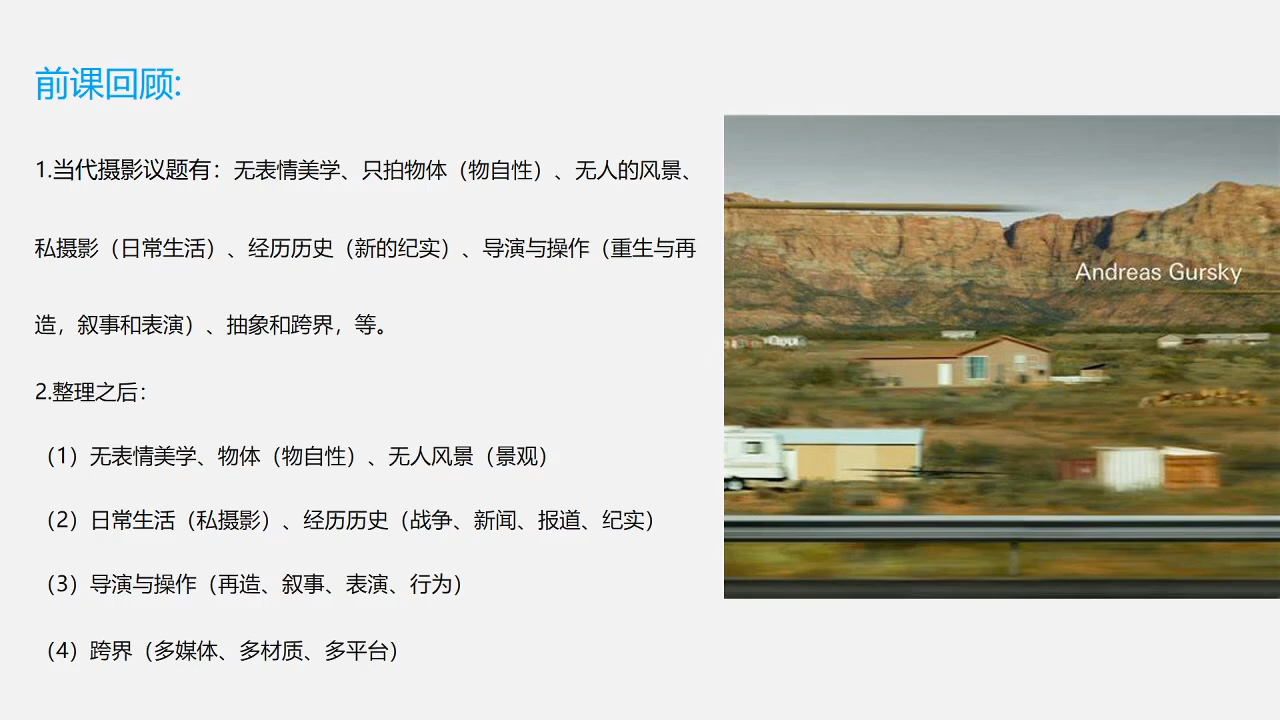 前课回顾:
1.当代摄影议题有：无表情美学、只拍物体（物自性）、无人的风景、
私摄影（日常生活）、经历历史（新的纪实）、导演与操作（重生与再
造，叙事和表演）、抽象和跨界，等。
2.整理之后：
（1）无表情美学、物体（物自性）、无人风景（景观）
（2）日常生活（私摄影）、经历历史（战争、新闻、报道、纪实）
（3）导演与操作（再造、叙事、表演、行为）
（4）跨界（多媒体、多材质、多平台）
Andreas Gursky